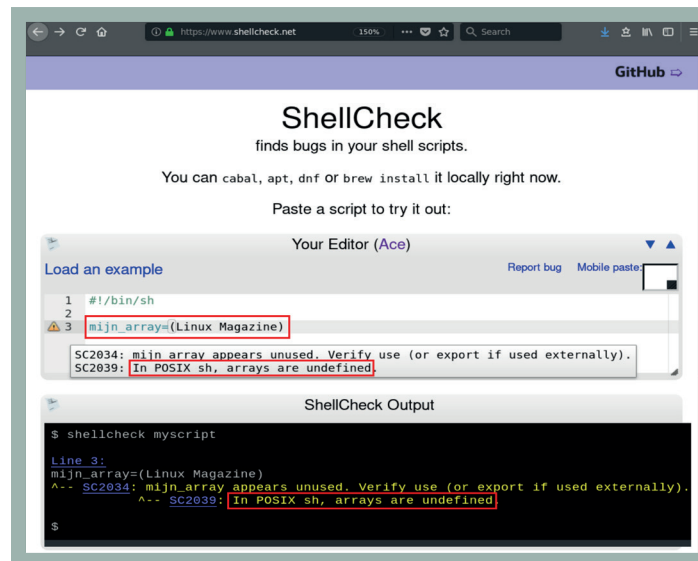 https://www.shellcheck.net 150% Search
GitHub ⇨
ShellCheck
finds bugs in your shell scripts.
You can cabal, apt, dnf or brew install it locally right now.
Paste a script to try it out:
Your Editor (Ace)
Load an example Report bug Mobile paste:
1 #!/bin/sh
2
3 mijn_array=(Linux Magazine)
SC2034: mijn_array appears unused. Verify use (or export if used externally).
SC2039: In POSIX sh, arrays are undefined.
ShellCheck Output
$ shellcheck myscript
Line 3:
mijn_array=(Linux Magazine)
^-- SC2034: mijn_array appears unused. Verify use (or export if used externally).
^-- SC2039: In POSIX sh, arrays are undefined.
$